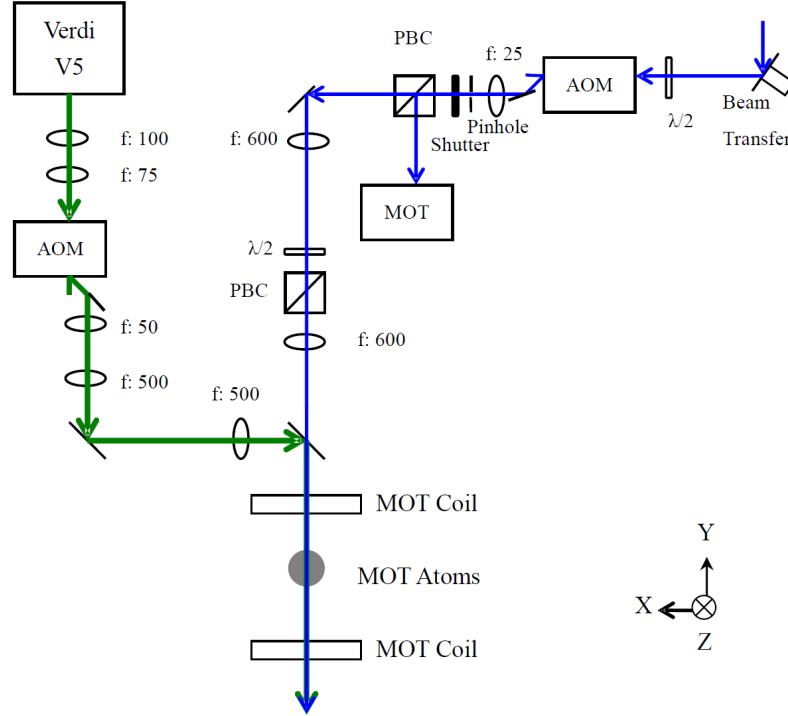 Verdi
V5
PBC
f: 25
AOM
λ/2
Beam
Transfer
Pinhole
Shutter
f: 100
f: 75
f: 600
MOT
AOM
λ/2
PBC
f: 50
f: 600
f: 500
f: 500
MOT Coil
MOT Atoms
MOT Coil
Y
X
Z